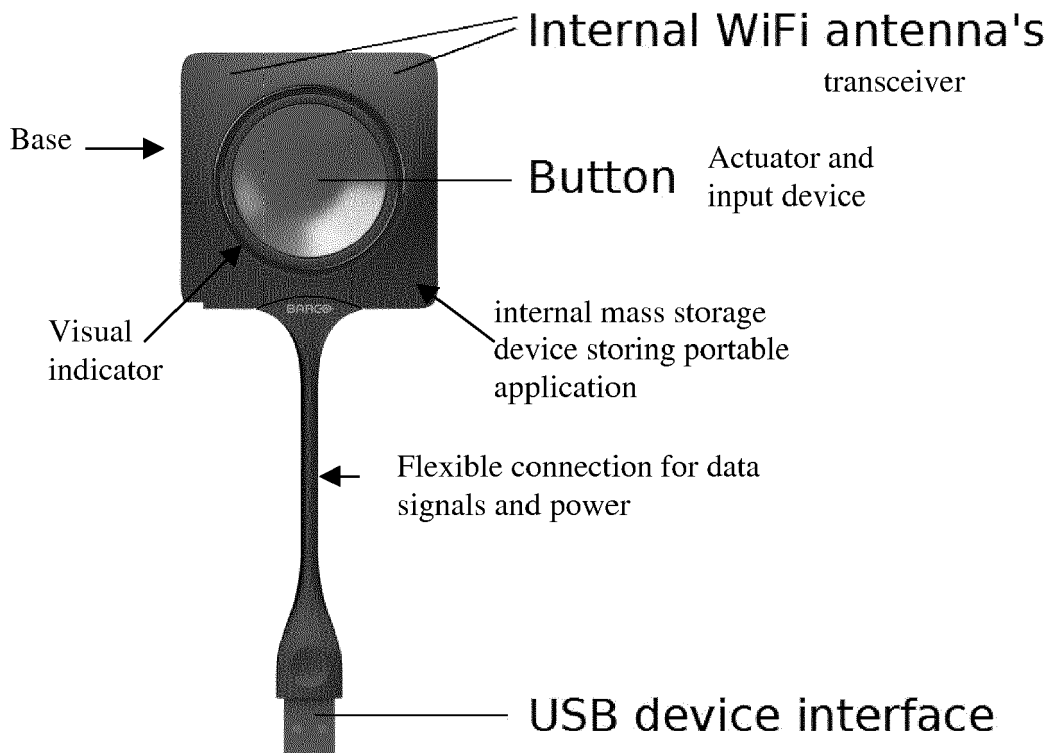 Internal WiFi antenna's
transceiver
Base
Button
Actuator and
input device
BARCO
Visual
indicator
internal mass storage
device storing portable
application
Flexible connection for data
signals and power
USB device interface